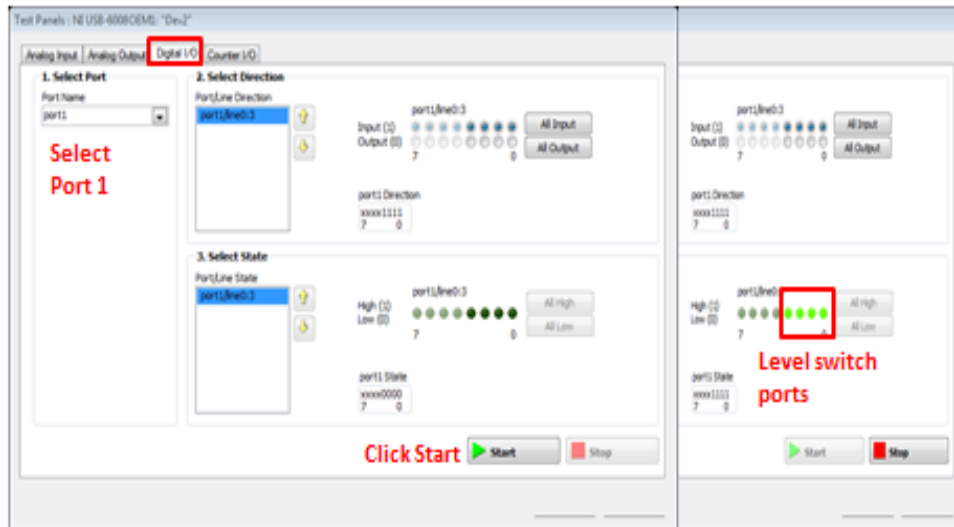 Test Panels : NI USB-6008OEM1: "Dev2"
Analog Input Analog Output Digital I/O Counter I/O
1. Select Port
Port Name
port1
Select
Port 1
2. Select Direction
Port/Line Direction
port1/line0:3
port1/line0:3
Input (1)
Output (0)
7 0
All Input
All Output
port1 Direction
xxxx1111
7 0
3. Select State
Port/Line State
port1/line0:3
port1/line0:3
High (1)
Low (0)
7 0
All High
All Low
port1 State
xxxx0000
7 0
Click Start
Start
Stop
port1/line0:3
Input (1)
Output (0)
7 0
All Input
All Output
port1 Direction
xxxx1111
7 0
port1/line0
High (1)
Low (0)
7 0
All High
All Low
Level switch
ports
port1 State
xxxx1111
7 0
Start
Stop